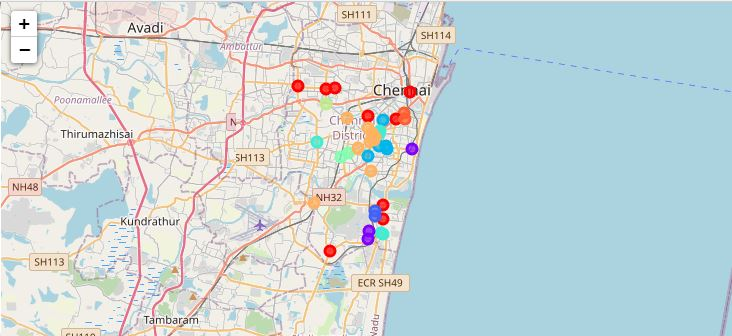 SH111
Avadi
+
SH114
Ambattur
−
Chennai
Poonamallee
Thirumazhisai
SH113
NH48
NH32
Kundrathur
SH113
ECR SH49
Tambaram